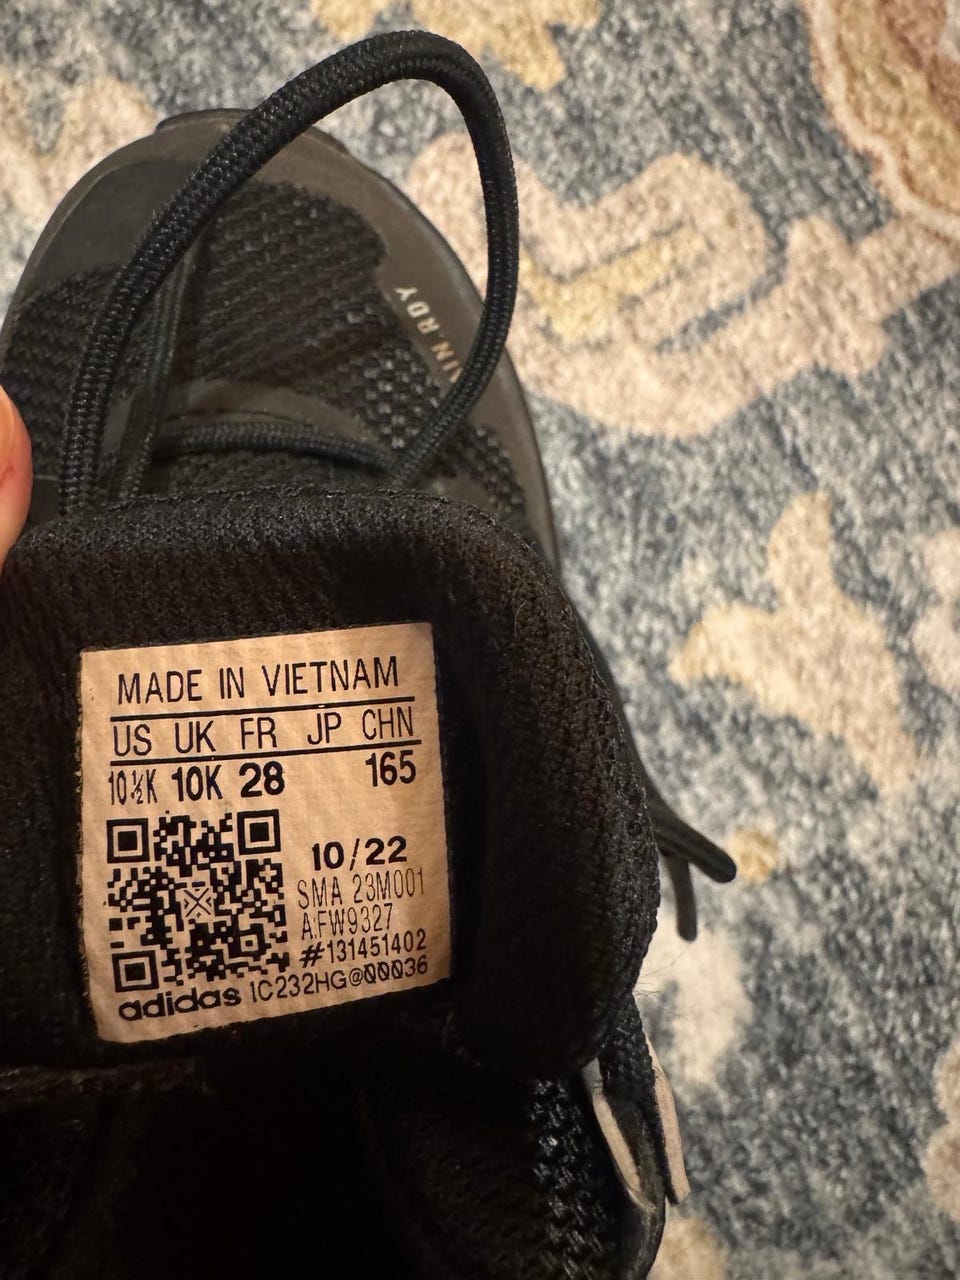 RDY
MADE IN VIETNAM
US UK FR JP CHN
10½K 10K 28 165
10/22
SMA 23M001
A:FW9327
#131451402
adidas 1C232HG@00036